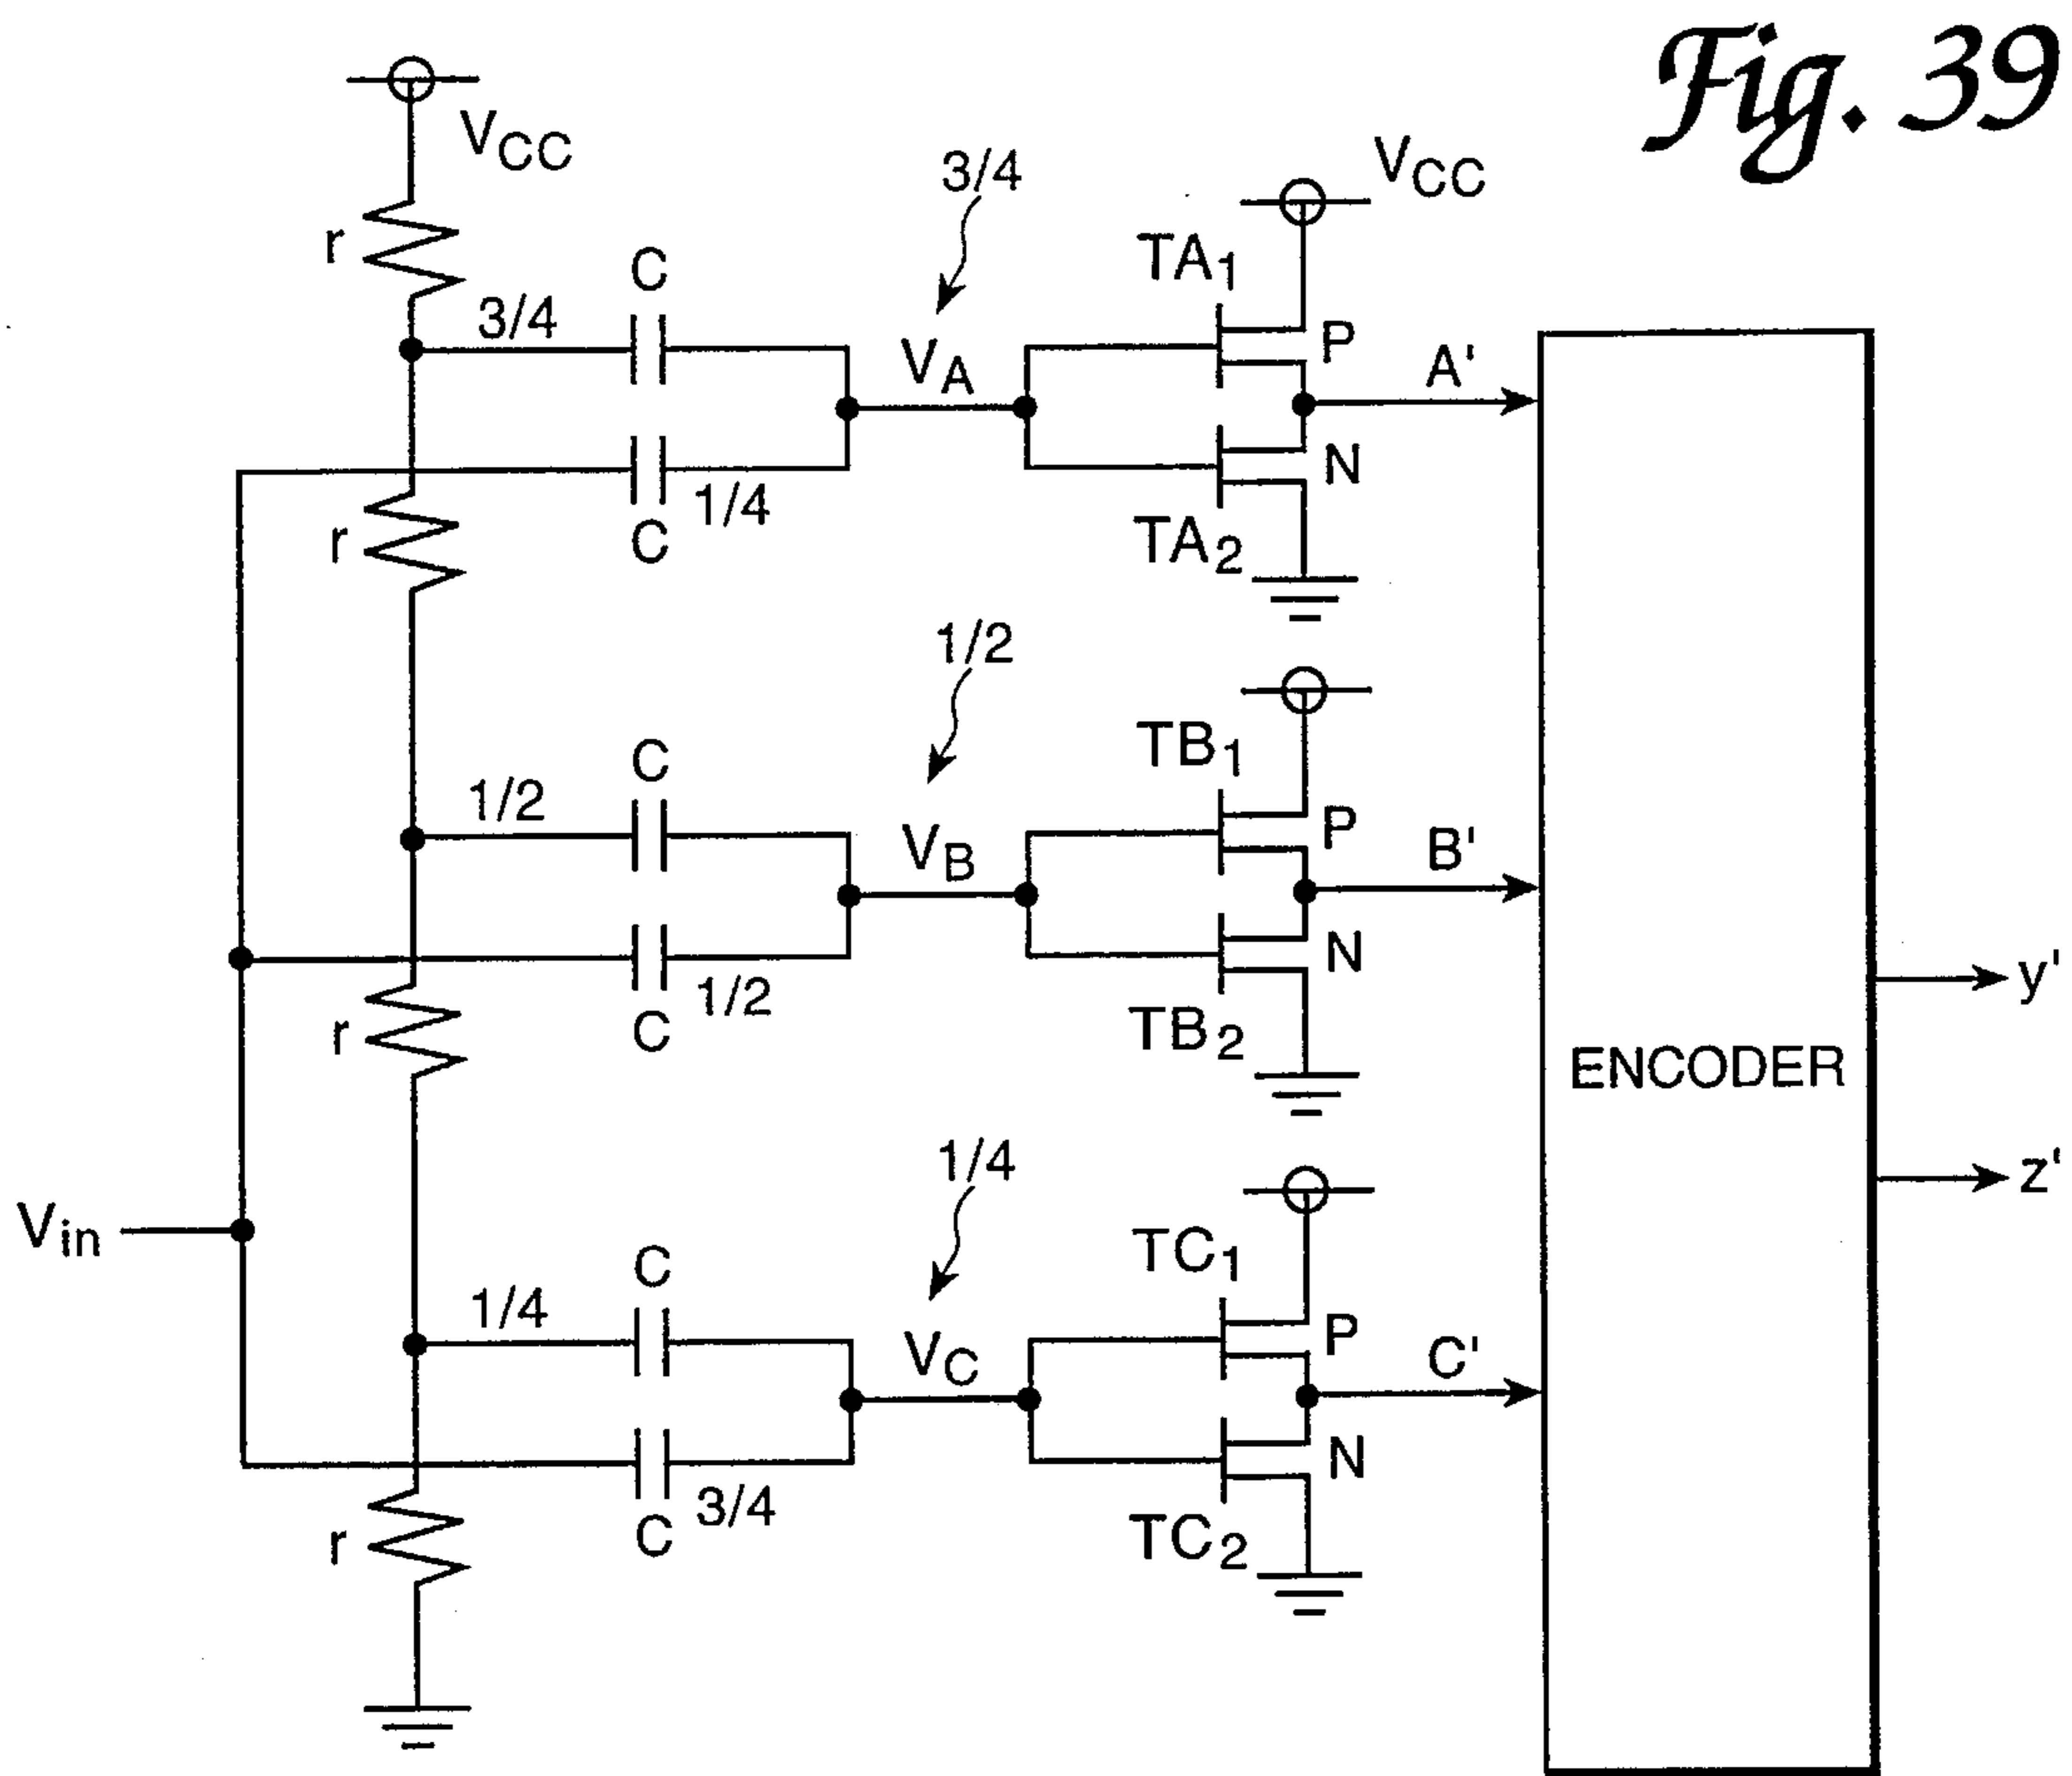 Fig. 39
VCC
3/4
VCC
r
C
3/4
TA1
P
VA
A'
N
1/4
r
C
TA2
1/2
C
TB1
1/2
P
VB
B'
N
1/2
y'
r
C
TB2
ENCODER
1/4
z'
Vin
C
TC1
1/4
P
VC
C'
N
3/4
r
C
TC2